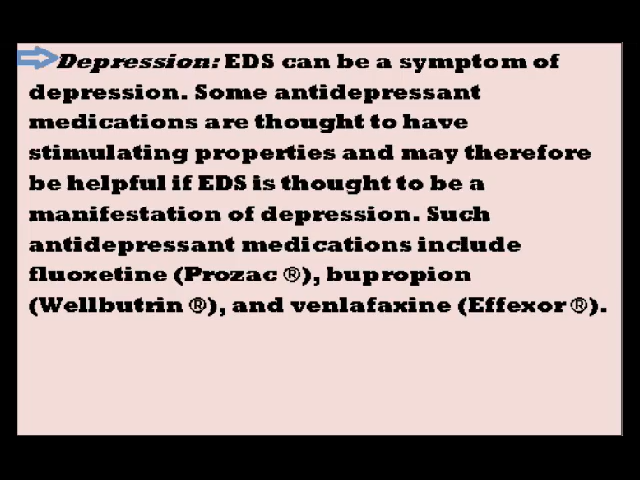 Depression: EDS can be a symptom of
depression. Some antidepressant
medications are thought to have
stimulating properties and may therefore
be helpful if EDS is thought to be a
manifestation of depression. Such
antidepressant medications include
fluoxetine (Prozac ®), bupropion
(Wellbutrin ®), and venlafaxine (Effexor ®).